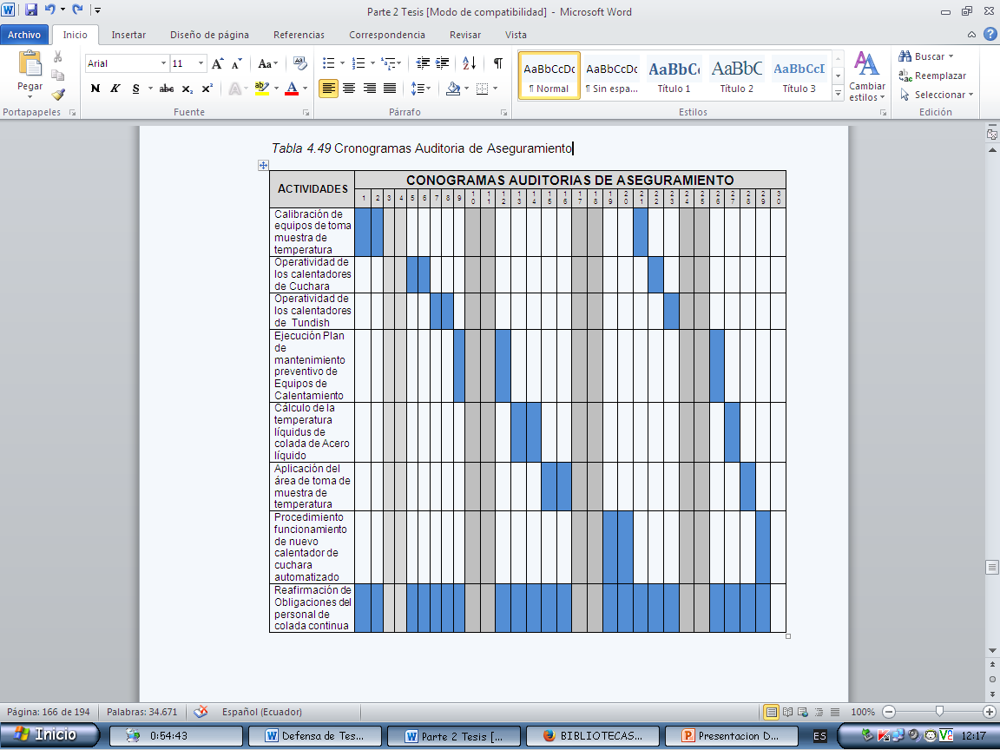 Parte 2 Tesis [Modo de compatibilidad] - Microsoft Word
Archivo Inicio Insertar Diseño de página Referencias Correspondencia Revisar Vista
Pegar
Arial 11
N K S abc x₂ x²
AaBbCcDc AaBbCcDc AaBbCc AaBbC AaBbCcI
¶ Normal ¶ Sin espa... Título 1 Título 2 Título 3
Cambiar
estilos
Buscar
Reemplazar
Seleccionar
Portapapeles Fuente Párrafo Estilos Edición
Tabla 4.49 Cronogramas Auditoria de Aseguramiento
ACTIVIDADES
CONOGRAMAS AUDITORIAS DE ASEGURAMIENTO
1 2 3 4 5 6 7 8 9 10 11 12 13 14 15 16 17 18 19 20 21 22 23 24 25 26 27 28 29 30
Calibración de
equipos de toma
muestra de
temperatura
Operatividad de
los calentadores
de Cuchara
Operatividad de
los calentadores
de Tundish
Ejecución Plan
de
mantenimiento
preventivo de
Equipos de
Calentamiento
Cálculo de la
temperatura
líquidus de
colada de Acero
líquido
Aplicación del
área de toma de
muestra de
temperatura
Procedimiento
funcionamiento
de nuevo
calentador de
cuchara
automatizado
Reafirmación de
Obligaciones del
personal de
colada continua
Página: 166 de 194 Palabras: 34.671 Español (Ecuador) 100%
Inicio 0:54:43 Defensa de Tes... Parte 2 Tesis [... BIBLIOTECAS... Presentacion D... ES 12:17